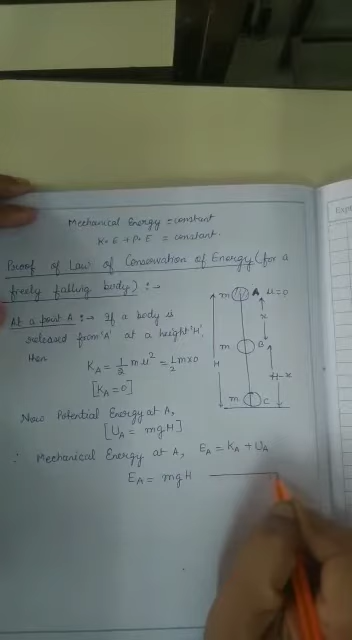 Mechanical Energy = constant
K.E + P.E = constant.
Proof of Law of Conservation of Energy (for a
freely falling body) :→
At a point A :→ If a body is
released from 'A' at a height 'H'.
then
K_A = 1/2 m u² = 1/2 m x 0
[K_A = 0]
Now Potential Energy at A,
[U_A = mgH]
∴ Mechanical Energy at A, E_A = K_A + U_A
E_A = mgH
m A u=0
x
m B
H
H-x
m C